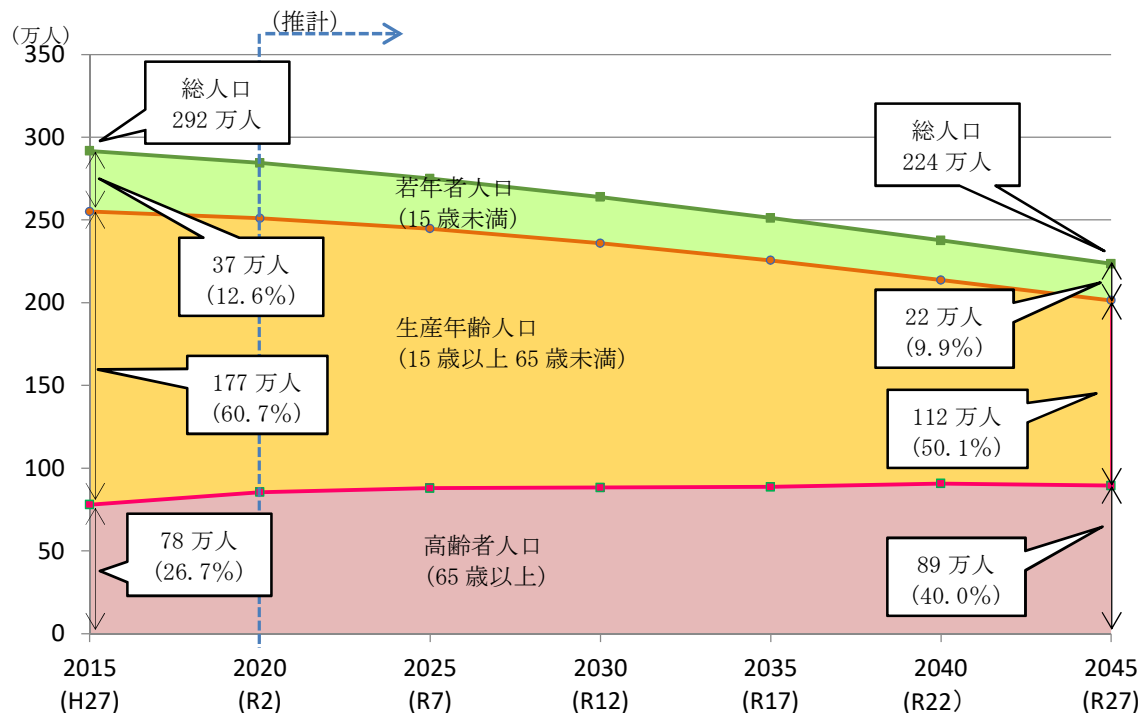 (推計)
(万人)
350
300
250
200
150
100
50
0
総人口
292 万人
総人口
224 万人
若年者人口
(15 歳未満)
37 万人
(12.6%)
22 万人
(9.9%)
生産年齢人口
(15 歳以上 65 歳未満)
177 万人
(60.7%)
112 万人
(50.1%)
高齢者人口
(65 歳以上)
78 万人
(26.7%)
89 万人
(40.0%)
2015 2020 2025 2030 2035 2040 2045
(H27) (R2) (R7) (R12) (R17) (R22） (R27)